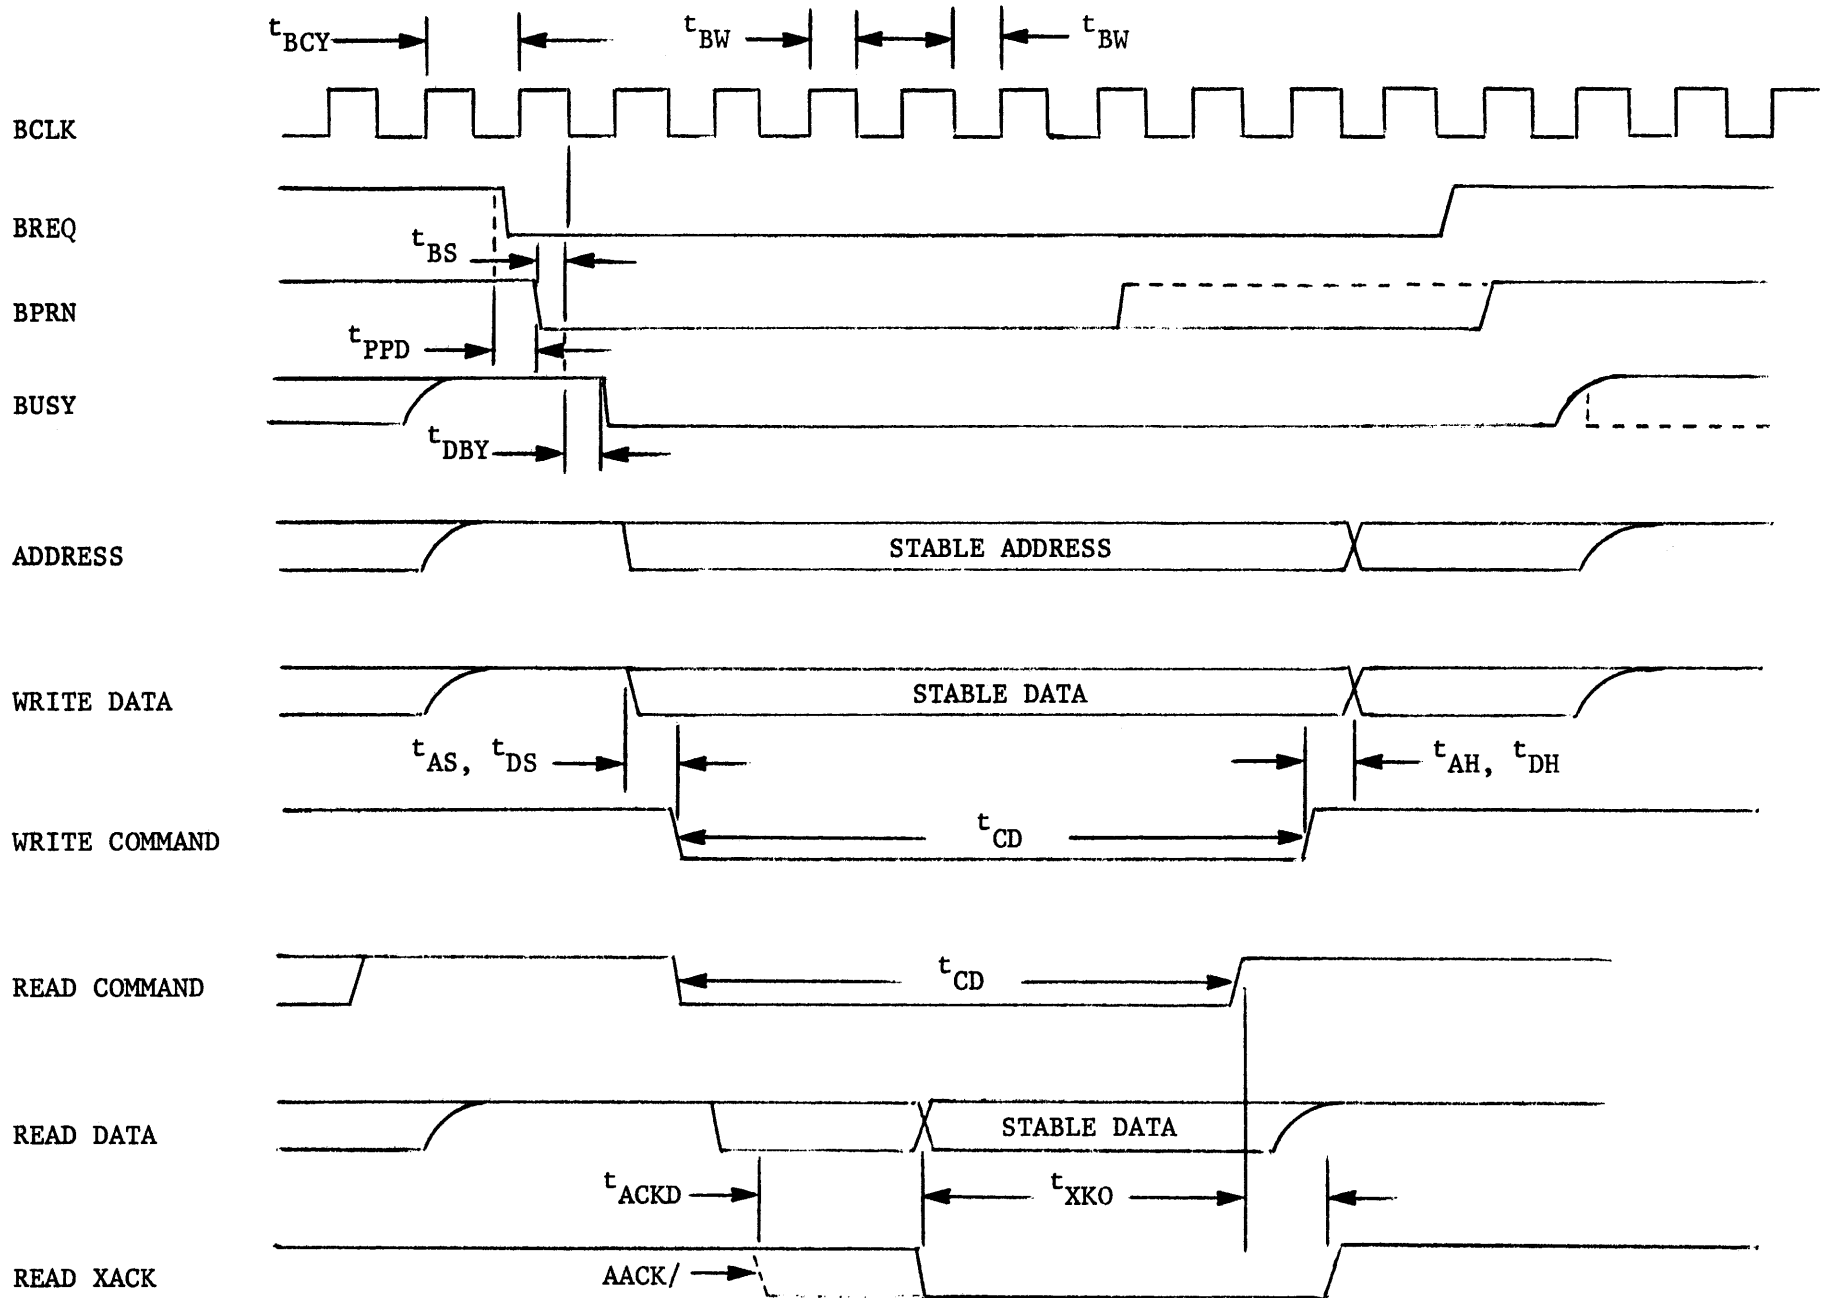 tBCY
tBW
tBW
BCLK
BREQ
tBS
BPRN
tPPD
BUSY
tDBY
ADDRESS
STABLE ADDRESS
WRITE DATA
STABLE DATA
tAS, tDS
tAH, tDH
WRITE COMMAND
tCD
READ COMMAND
tCD
READ DATA
STABLE DATA
tACKD
tXKO
READ XACK
AACK/